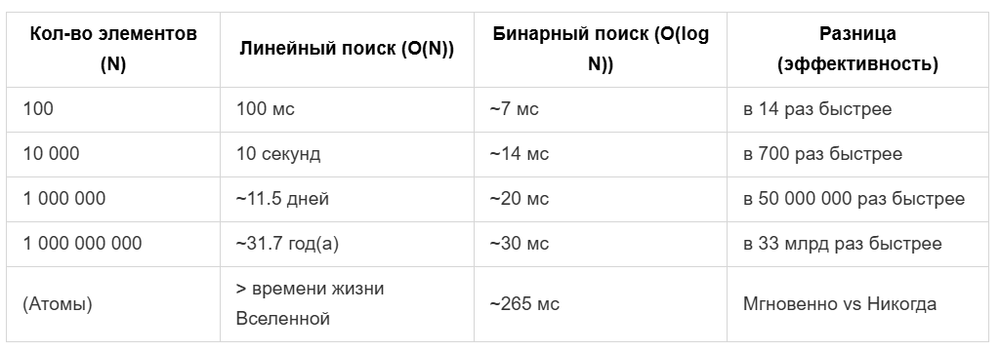 Кол-во элементов
(N)
Линейный поиск (O(N))
Бинарный поиск (O(log
N))
Разница
(эффективность)
100
100 мс
~7 мс
в 14 раз быстрее
10 000
10 секунд
~14 мс
в 700 раз быстрее
1 000 000
~11.5 дней
~20 мс
в 50 000 000 раз быстрее
1 000 000 000
~31.7 год(а)
~30 мс
в 33 млрд раз быстрее
(Атомы)
> времени жизни
Вселенной
~265 мс
Мгновенно vs Никогда